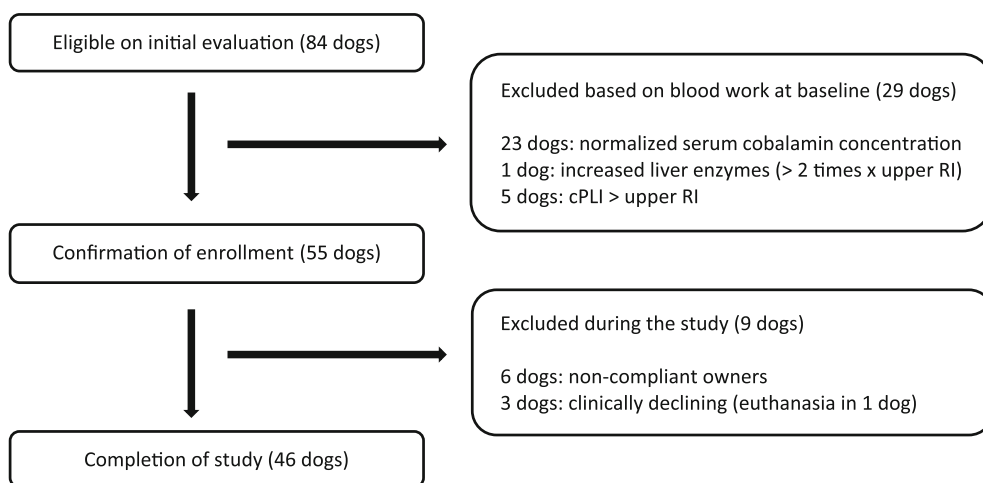 Eligible on initial evaluation (84 dogs)
Excluded based on blood work at baseline (29 dogs)
23 dogs: normalized serum cobalamin concentration
1 dog: increased liver enzymes (> 2 times x upper RI)
5 dogs: cPLI > upper RI
Confirmation of enrollment (55 dogs)
Excluded during the study (9 dogs)
6 dogs: non-compliant owners
3 dogs: clinically declining (euthanasia in 1 dog)
Completion of study (46 dogs)